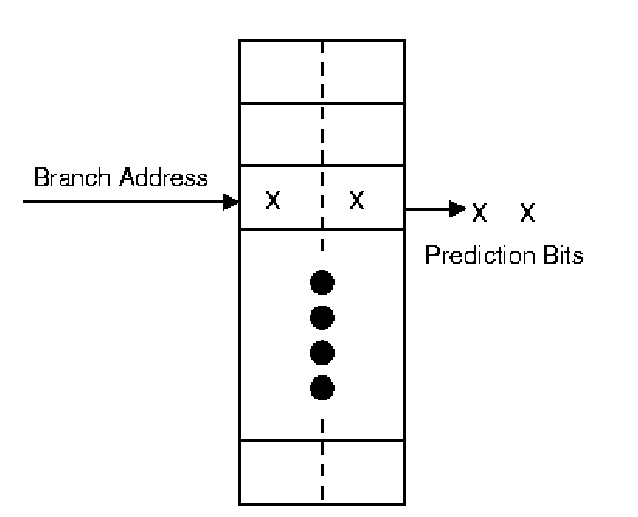 Branch Address
X X
X X
Prediction Bits